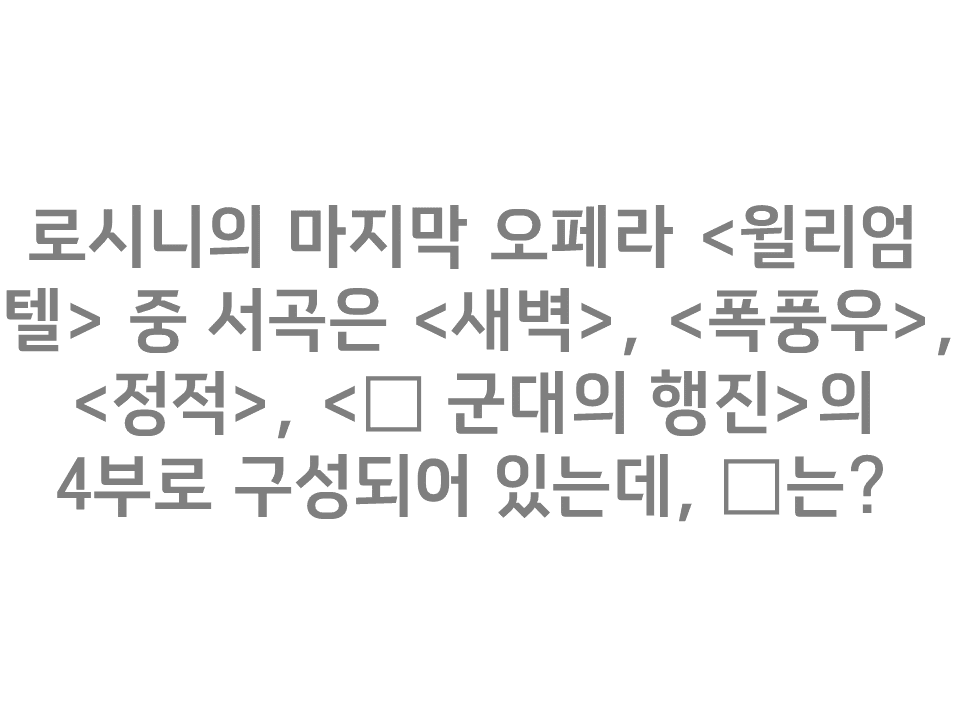 로시니의 마지막 오페라 <윌리엄
텔> 중 서곡은 <새벽>, <폭풍우>,
<정적>, <□ 군대의 행진>의
4부로 구성되어 있는데, □는?